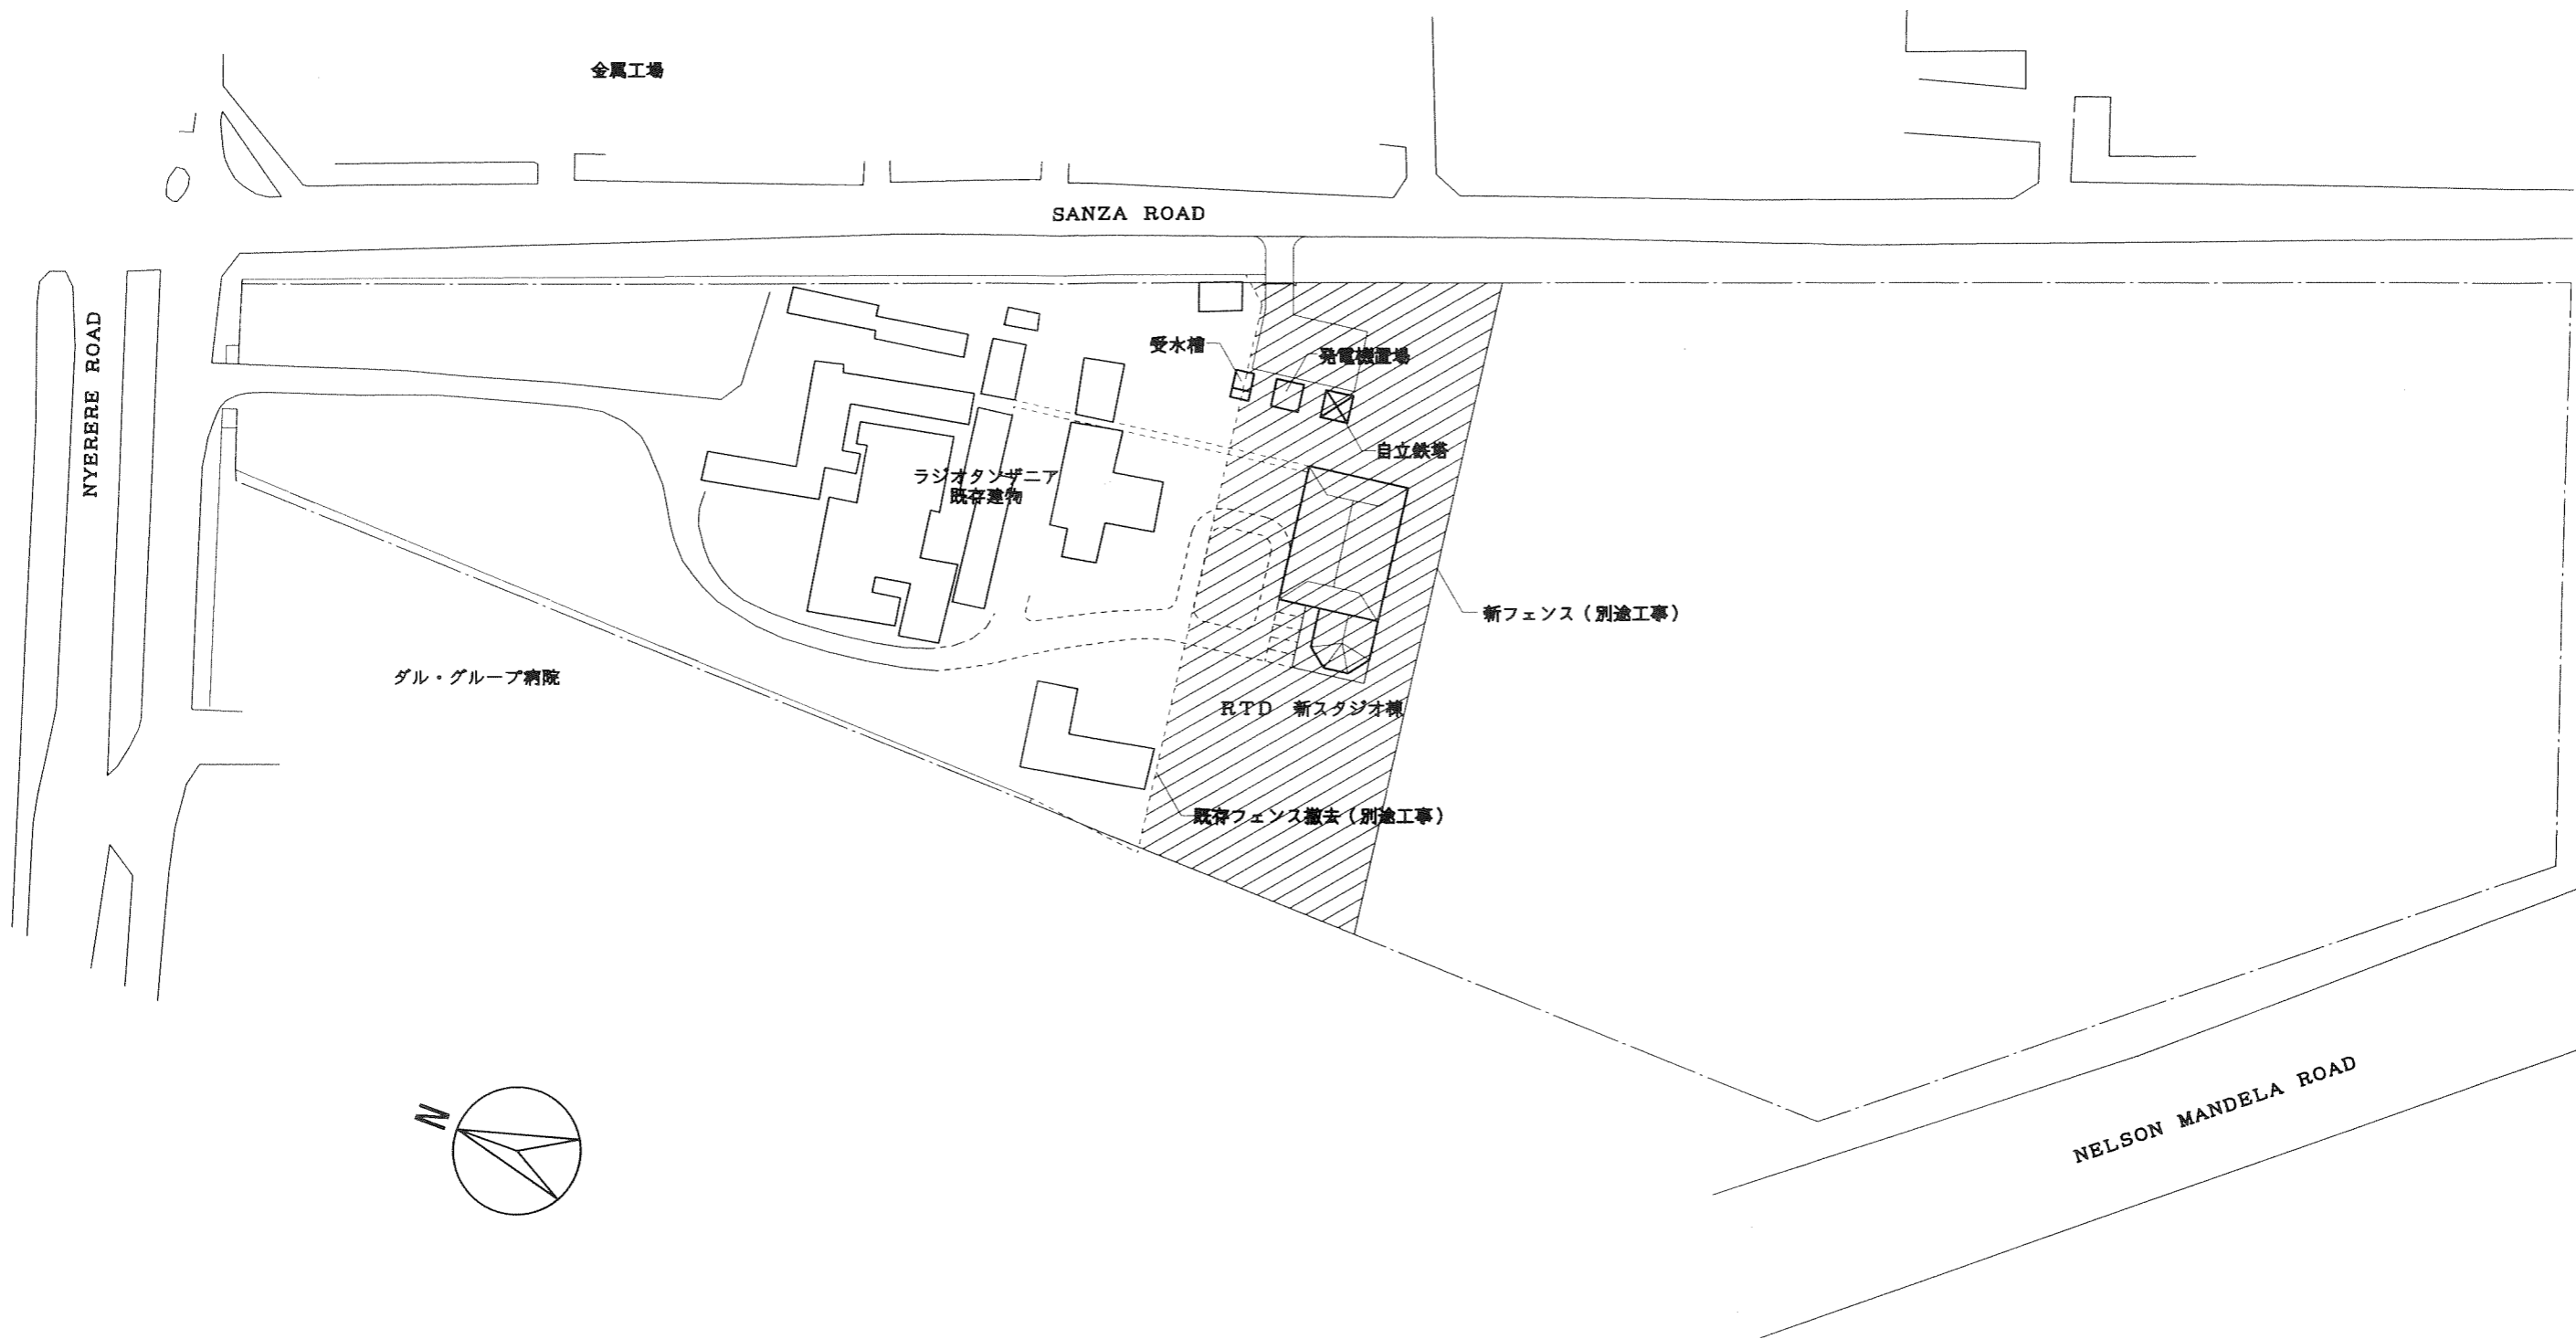 金属工場
SANZA ROAD
NYERERE ROAD
受水槽
発電機置場
自立鉄塔
ラジオタンザニア
既存建物
新フェンス（別途工事）
ダル・グループ病院
RTD 新スタジオ棟
既存フェンス撤去（別途工事）
N
NELSON MANDELA ROAD